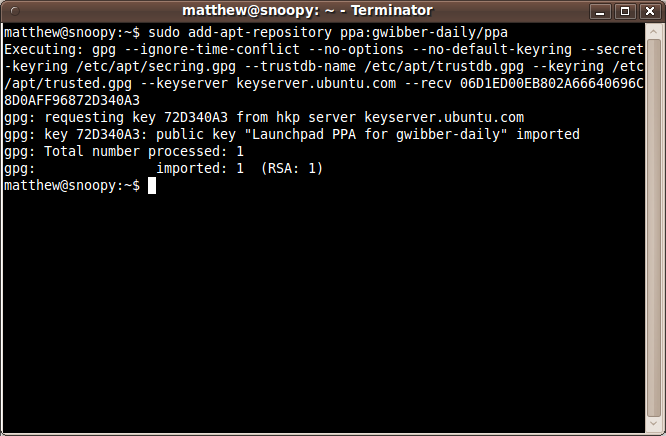 matthew@snoopy: ~ - Terminator
matthew@snoopy:~$ sudo add-apt-repository ppa:gwibber-daily/ppa
Executing: gpg --ignore-time-conflict --no-options --no-default-keyring --secret
-keyring /etc/apt/secring.gpg --trustdb-name /etc/apt/trustdb.gpg --keyring /etc
/apt/trusted.gpg --keyserver keyserver.ubuntu.com --recv 06D1ED00EB802A66640696C
8D0AFF96872D340A3
gpg: requesting key 72D340A3 from hkp server keyserver.ubuntu.com
gpg: key 72D340A3: public key "Launchpad PPA for gwibber-daily" imported
gpg: Total number processed: 1
gpg:               imported: 1  (RSA: 1)
matthew@snoopy:~$